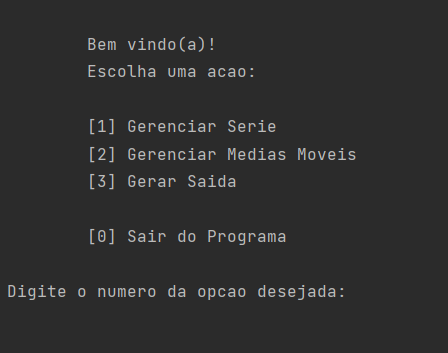 Bem vindo(a)!
Escolha uma acao:
[1] Gerenciar Serie
[2] Gerenciar Medias Moveis
[3] Gerar Saida
[0] Sair do Programa
Digite o numero da opcao desejada: